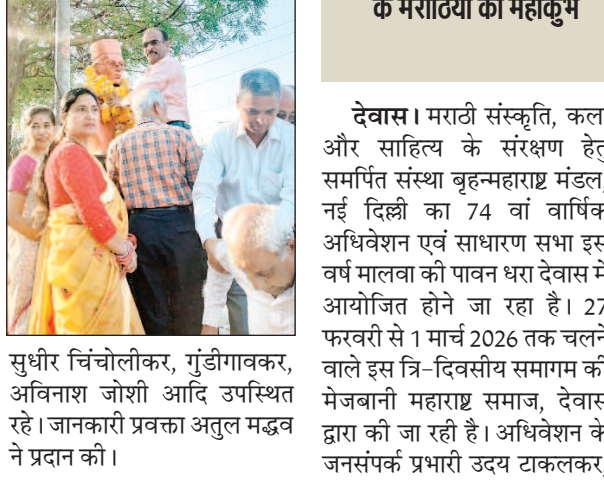 सुधीर चिंचोलीकर, गुंडीगावकर,
अविनाश जोशी आदि उपस्थित
रहे। जानकारी प्रवक्ता अतुल मद्धव
ने प्रदान की।
के मराठियों का महाकुंभ
देवास। मराठी संस्कृति, कला
और साहित्य के संरक्षण हेतु
समर्पित संस्था बृहन्महाराष्ट्र मंडल,
नई दिल्ली का 74 वां वार्षिक
अधिवेशन एवं साधारण सभा इस
वर्ष मालवा की पावन धरा देवास में
आयोजित होने जा रहा है। 27
फरवरी से 1 मार्च 2026 तक चलने
वाले इस त्रि-दिवसीय समागम की
मेजबानी महाराष्ट्र समाज, देवास
द्वारा की जा रही है। अधिवेशन के
जनसंपर्क प्रभारी उदय टाकलकर,